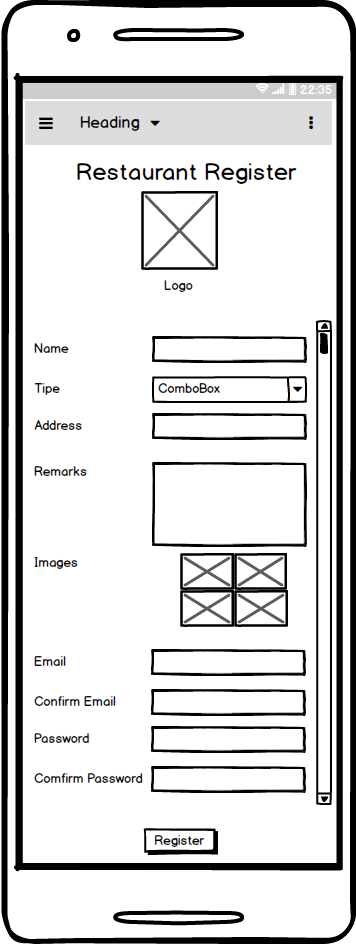 22:35
Heading
Restaurant Register
Logo
Name
Tipe
ComboBox
Address
Remarks
Images
Email
Confirm Email
Password
Comfirm Password
Register